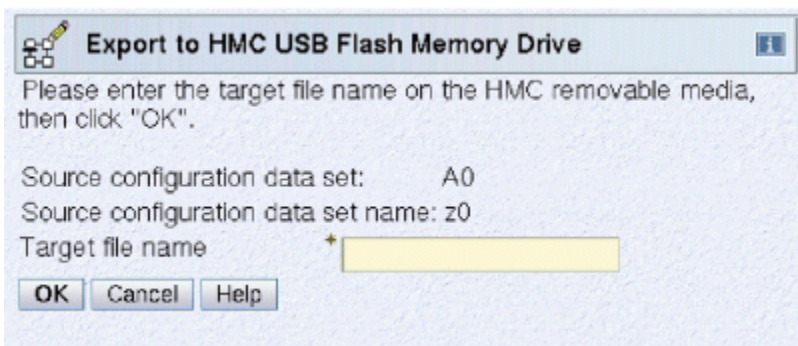 Export to HMC USB Flash Memory Drive
i
Please enter the target file name on the HMC removable media,
then click "OK".
Source configuration data set: A0
Source configuration data set name: z0
Target file name *
OK Cancel Help